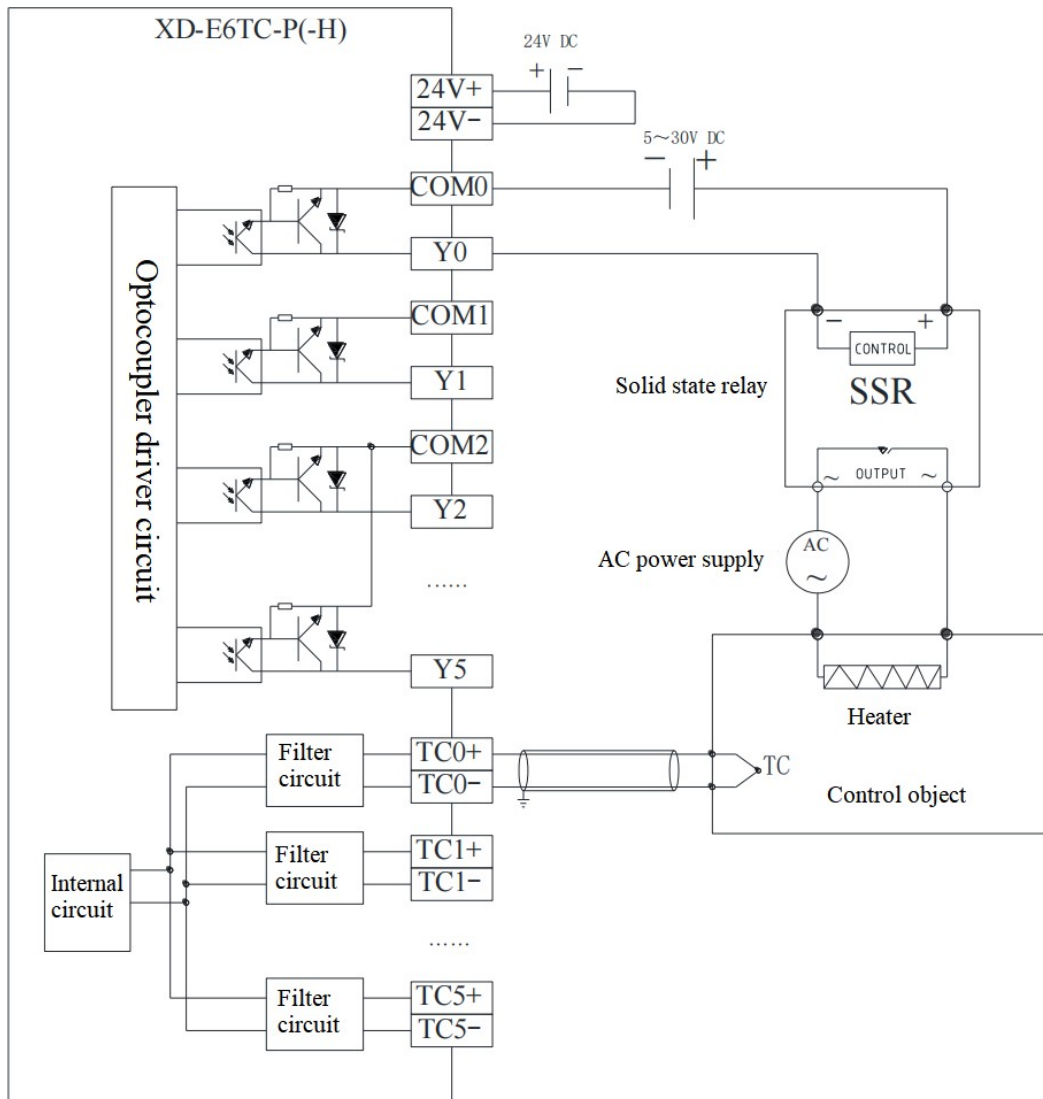 XD-E6TC-P(-H)
24V DC
+ −
24V+
24V−
5～30V DC
− +
COM0
Y0
COM1
Y1
COM2
Y2
......
Y5
Optocoupler driver circuit
− +
CONTROL
SSR
Solid state relay
~ OUTPUT ~
AC
~
AC power supply
Heater
TC
Control object
Filter
circuit
TC0+
TC0−
Filter
circuit
TC1+
TC1−
Internal
circuit
......
Filter
circuit
TC5+
TC5−